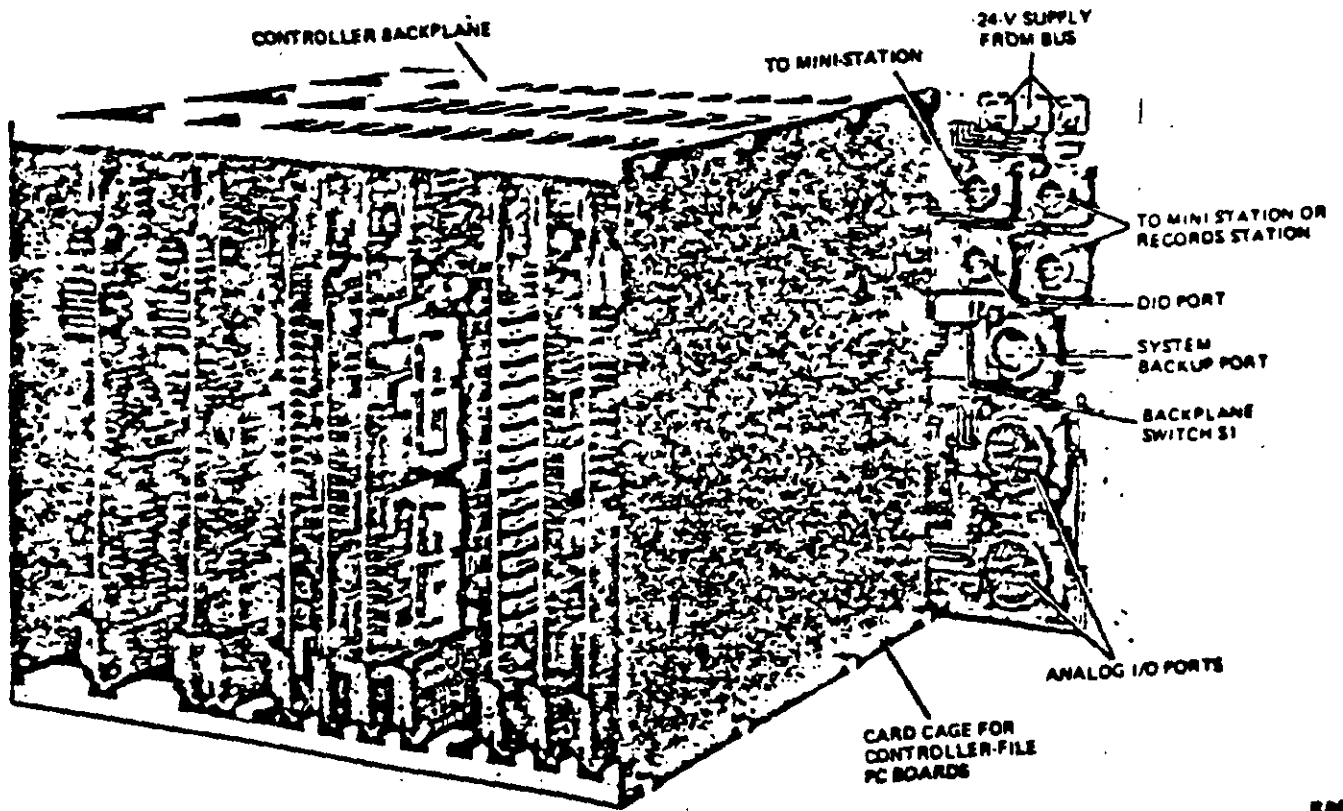 CONTROLLER BACKPLANE
24-V SUPPLY
FROM BUS
TO MINI-STATION
TO MINI STATION OR
RECORDS STATION
DIO PORT
SYSTEM
BACKUP PORT
BACKPLANE
SWITCH S1
ANALOG I/O PORTS
CARD CAGE FOR
CONTROLLER-FILE
PC BOARDS